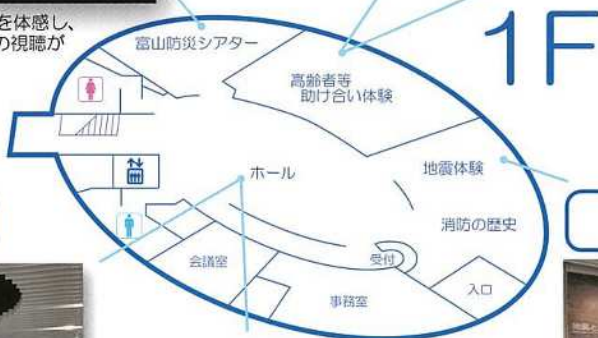 を体感し、
の視聴が
1F
富山防災シアター
高齢者等
助け合い体験
ホール
地震体験
消防の歴史
会議室
受付
事務室
入口